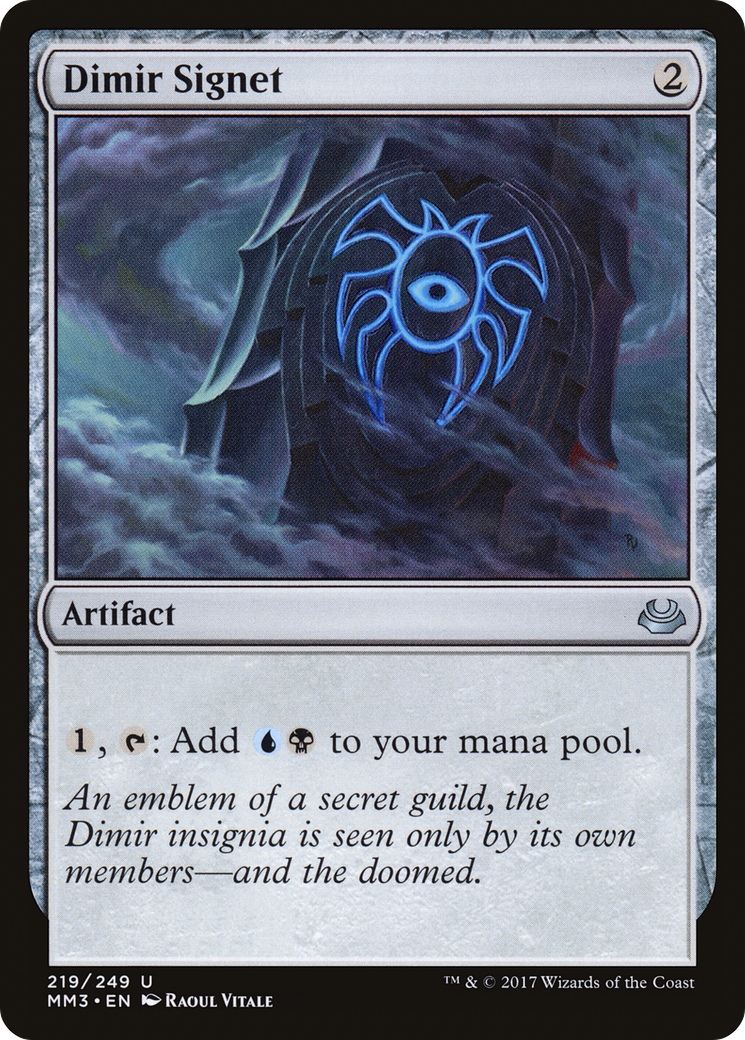 Dimir Signet 2
Artifact
1, : Add to your mana pool.
An emblem of a secret guild, the
Dimir insignia is seen only by its own
members—and the doomed.
219/249 U
MM3 • EN Raoul Vitale
™ & © 2017 Wizards of the Coast